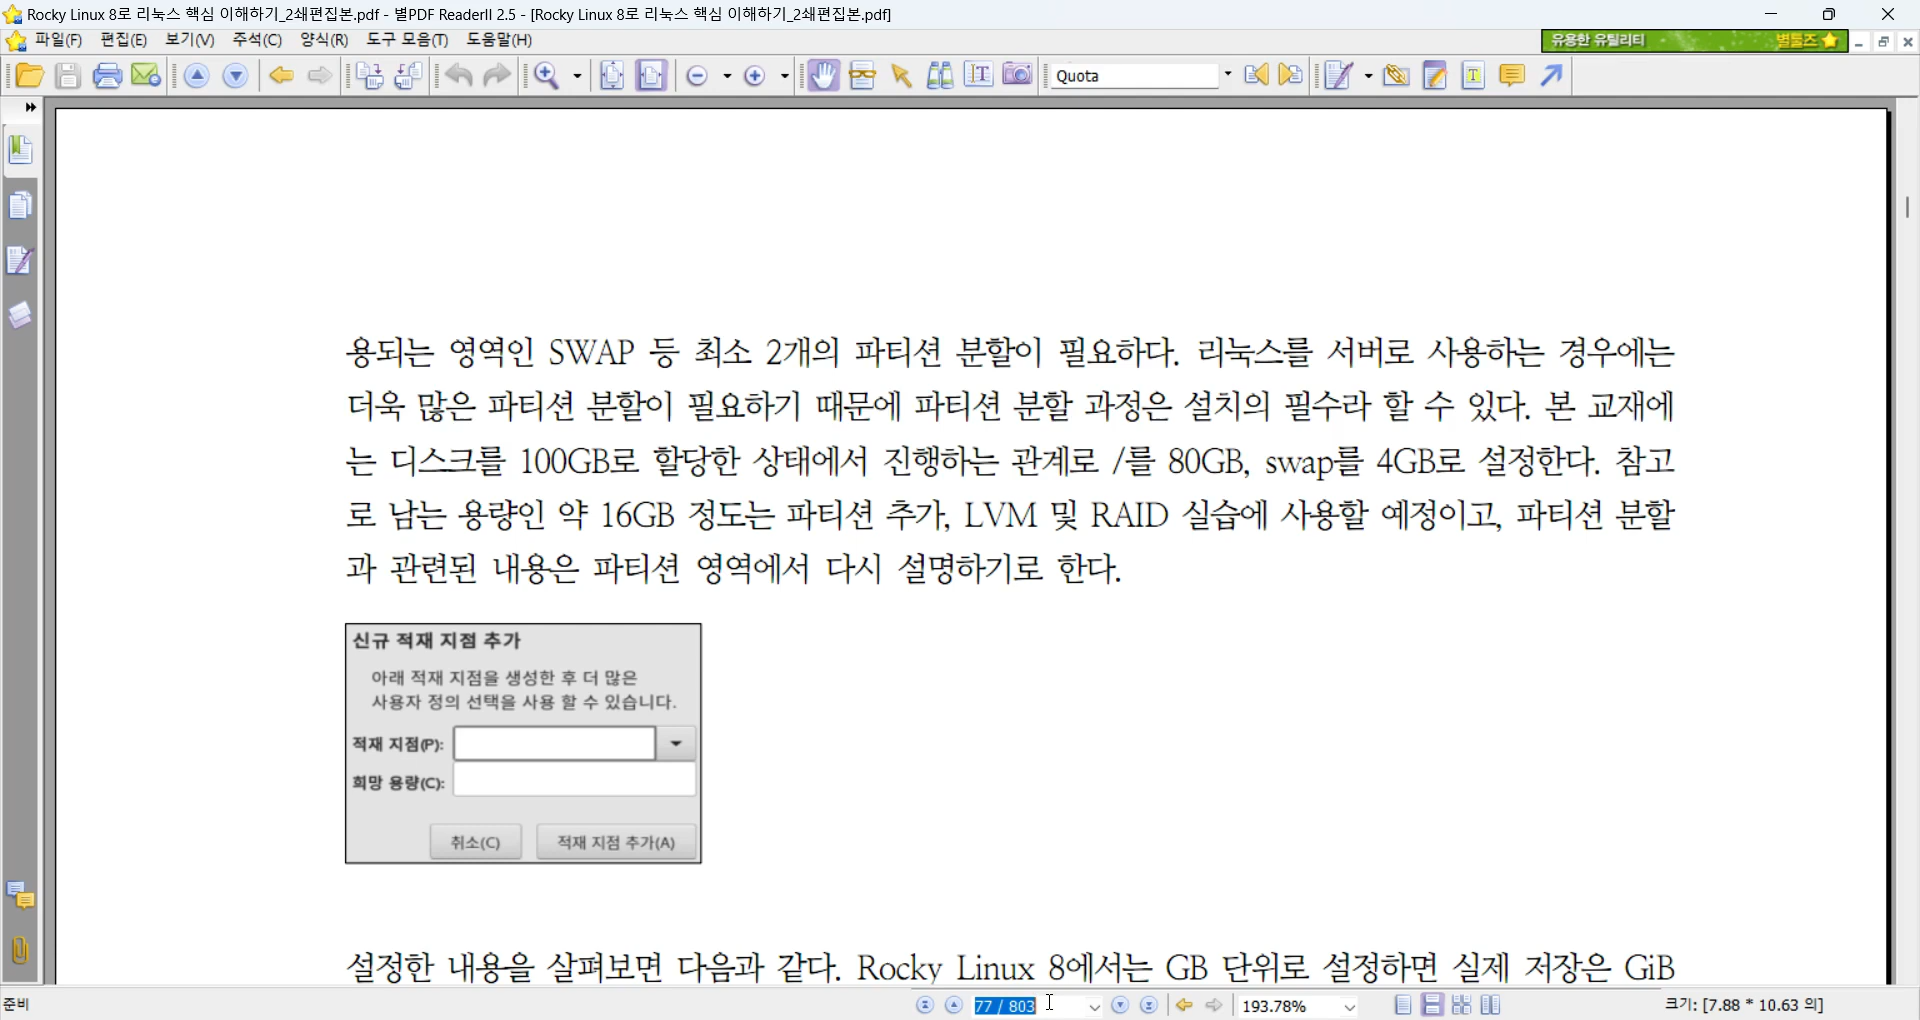 Rocky Linux 8로 리눅스 핵심 이해하기_2쇄편집본.pdf - 별PDF ReaderII 2.5 - [Rocky Linux 8로 리눅스 핵심 이해하기_2쇄편집본.pdf]
파일(F) 편집(E) 보기(V) 주석(C) 양식(R) 도구 모음(T) 도움말(H)
유용한 유틸리티 별툴즈
Quota
용되는 영역인 SWAP 등 최소 2개의 파티션 분할이 필요하다. 리눅스를 서버로 사용하는 경우에는
더욱 많은 파티션 분할이 필요하기 때문에 파티션 분할 과정은 설치의 필수라 할 수 있다. 본 교재에
는 디스크를 100GB로 할당한 상태에서 진행하는 관계로 /를 80GB, swap를 4GB로 설정한다. 참고
로 남는 용량인 약 16GB 정도는 파티션 추가, LVM 및 RAID 실습에 사용할 예정이고, 파티션 분할
과 관련된 내용은 파티션 영역에서 다시 설명하기로 한다.
신규 적재 지점 추가
아래 적재 지점을 생성한 후 더 많은
사용자 정의 선택을 사용 할 수 있습니다.
적재 지점(P):
희망 용량(C):
취소(C) 적재 지점 추가(A)
설정한 내용을 살펴보면 다음과 같다. Rocky Linux 8에서는 GB 단위로 설정하면 실제 저장은 GiB
준비 77 / 803 193.78% 크기: [7.88 * 10.63 의]